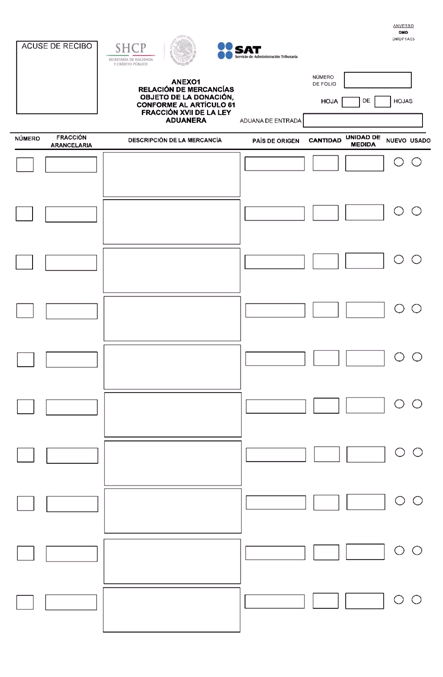 ANVERSO
DMD
ACUSE DE RECIBO
SHCP
SECRETARÍA DE HACIENDA
Y CRÉDITO PÚBLICO
SAT
Servicio de Administración Tributaria
ANEXO1
RELACIÓN DE MERCANCÍAS
OBJETO DE LA DONACIÓN,
CONFORME AL ARTÍCULO 61
FRACCIÓN XVII DE LA LEY
ADUANERA
NÚMERO
DE FOLIO
HOJA DE HOJAS
ADUANA DE ENTRADA
NÚMERO FRACCIÓN ARANCELARIA DESCRIPCIÓN DE LA MERCANCÍA PAÍS DE ORIGEN CANTIDAD UNIDAD DE MEDIDA NUEVO USADO